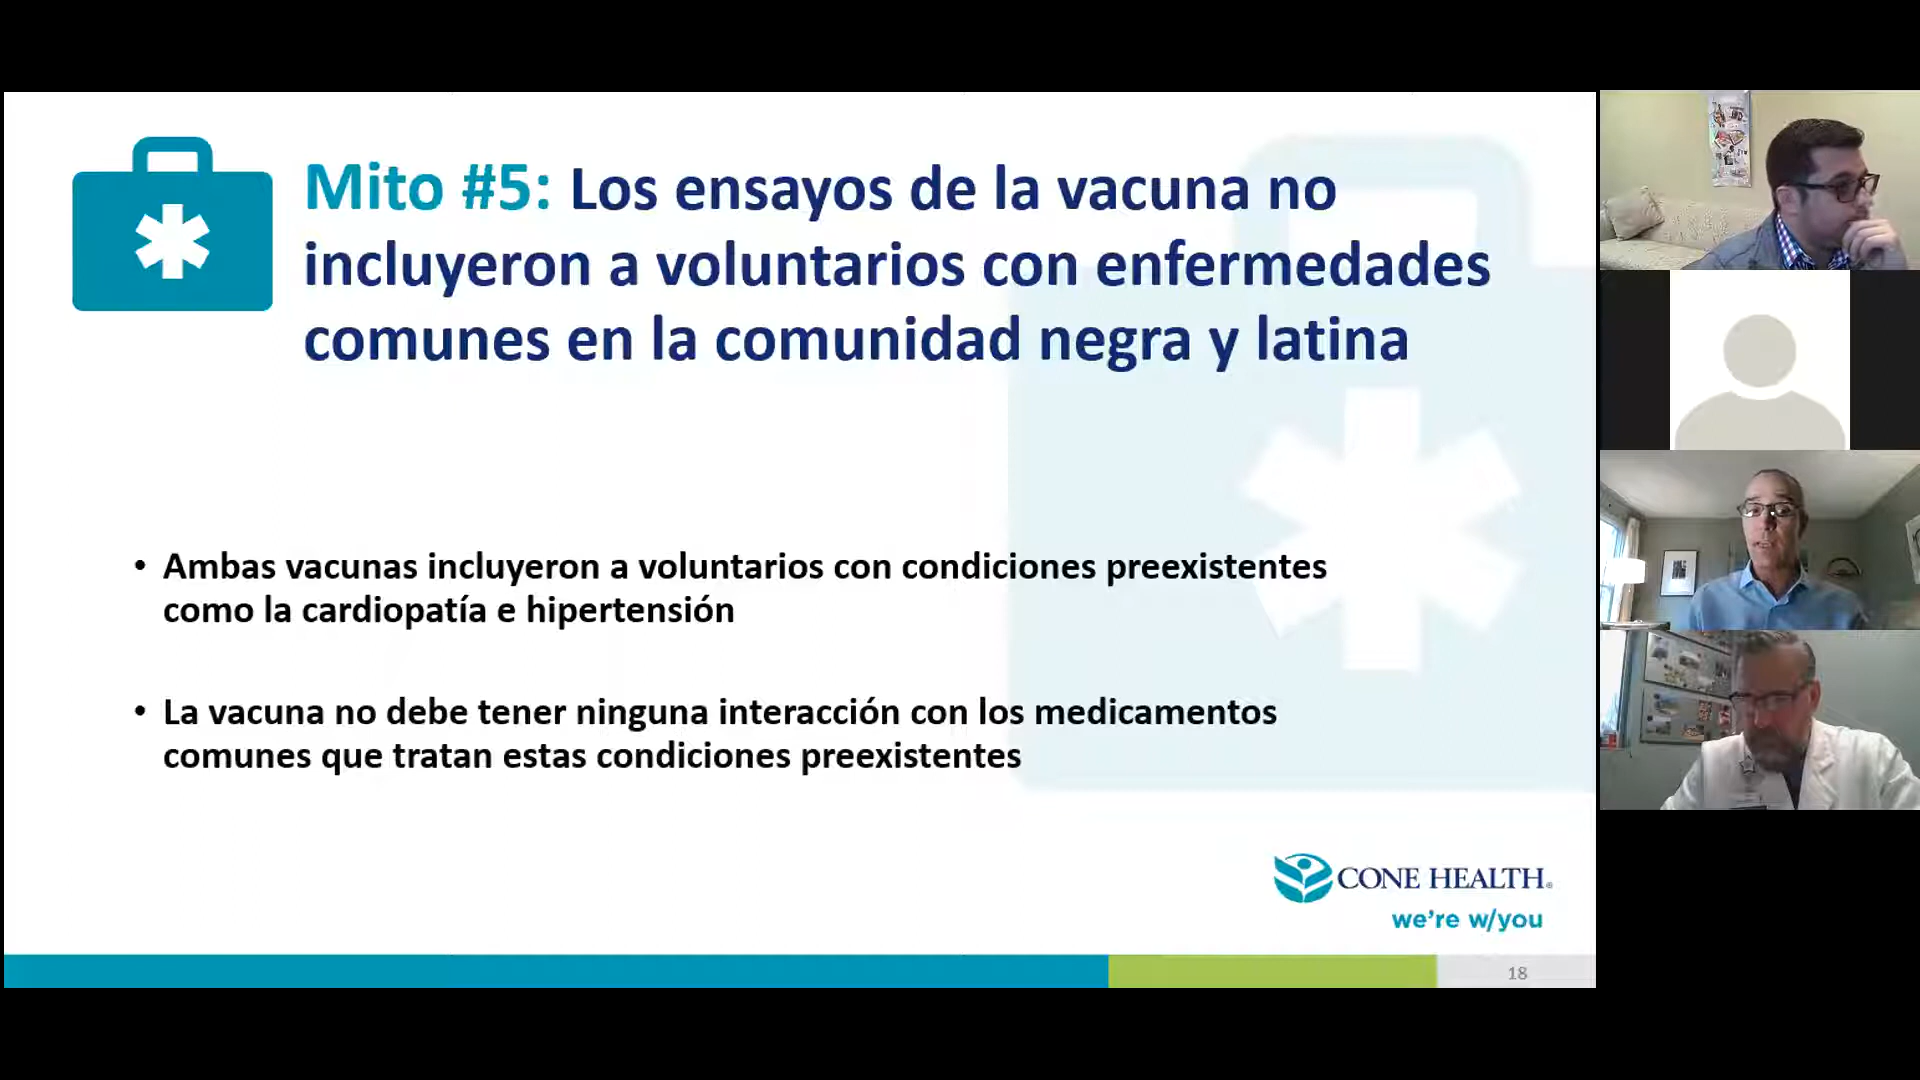 Mito #5: Los ensayos de la vacuna no
incluyeron a voluntarios con enfermedades
comunes en la comunidad negra y latina
• Ambas vacunas incluyeron a voluntarios con condiciones preexistentes
como la cardiopatía e hipertensión
• La vacuna no debe tener ninguna interacción con los medicamentos
comunes que tratan estas condiciones preexistentes
CONE HEALTH®
we're w/you
18